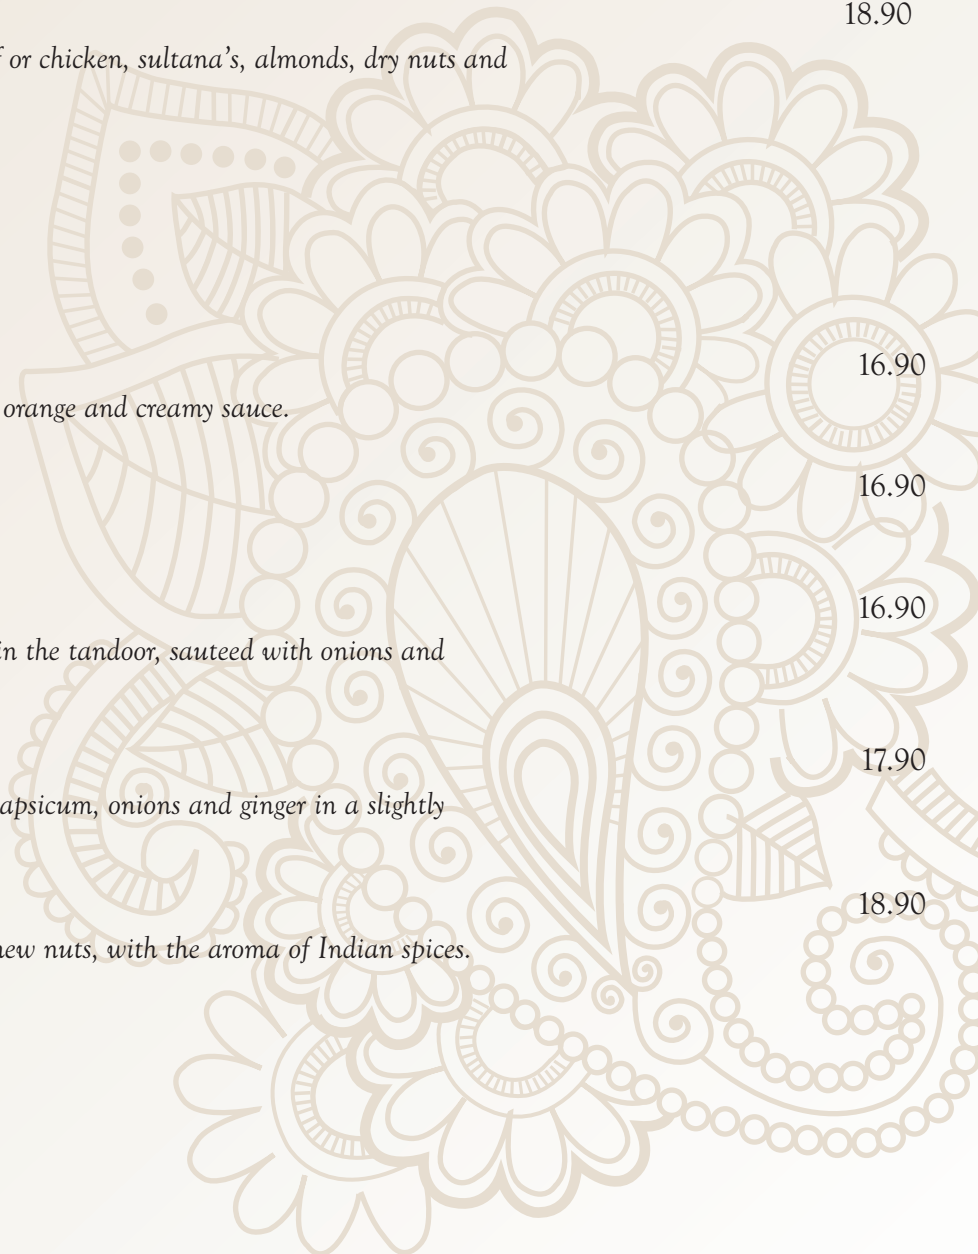 18.90
or chicken, sultana's, almonds, dry nuts and
16.90
orange and creamy sauce.
16.90
16.90
in the tandoor, sauteed with onions and
17.90
apsicum, onions and ginger in a slightly
18.90
new nuts, with the aroma of Indian spices.